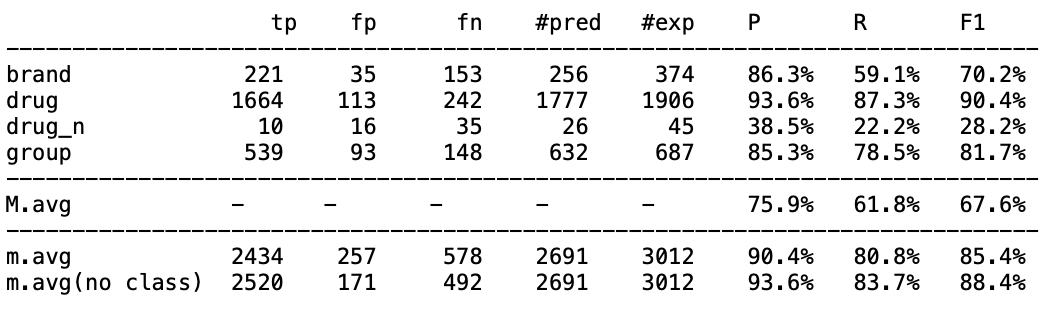 tp fp fn #pred #exp P R F1
------------------------------------------------------------------------------
brand 221 35 153 256 374 86.3% 59.1% 70.2%
drug 1664 113 242 1777 1906 93.6% 87.3% 90.4%
drug_n 10 16 35 26 45 38.5% 22.2% 28.2%
group 539 93 148 632 687 85.3% 78.5% 81.7%
------------------------------------------------------------------------------
M.avg - - - - - 75.9% 61.8% 67.6%
------------------------------------------------------------------------------
m.avg 2434 257 578 2691 3012 90.4% 80.8% 85.4%
m.avg(no class) 2520 171 492 2691 3012 93.6% 83.7% 88.4%